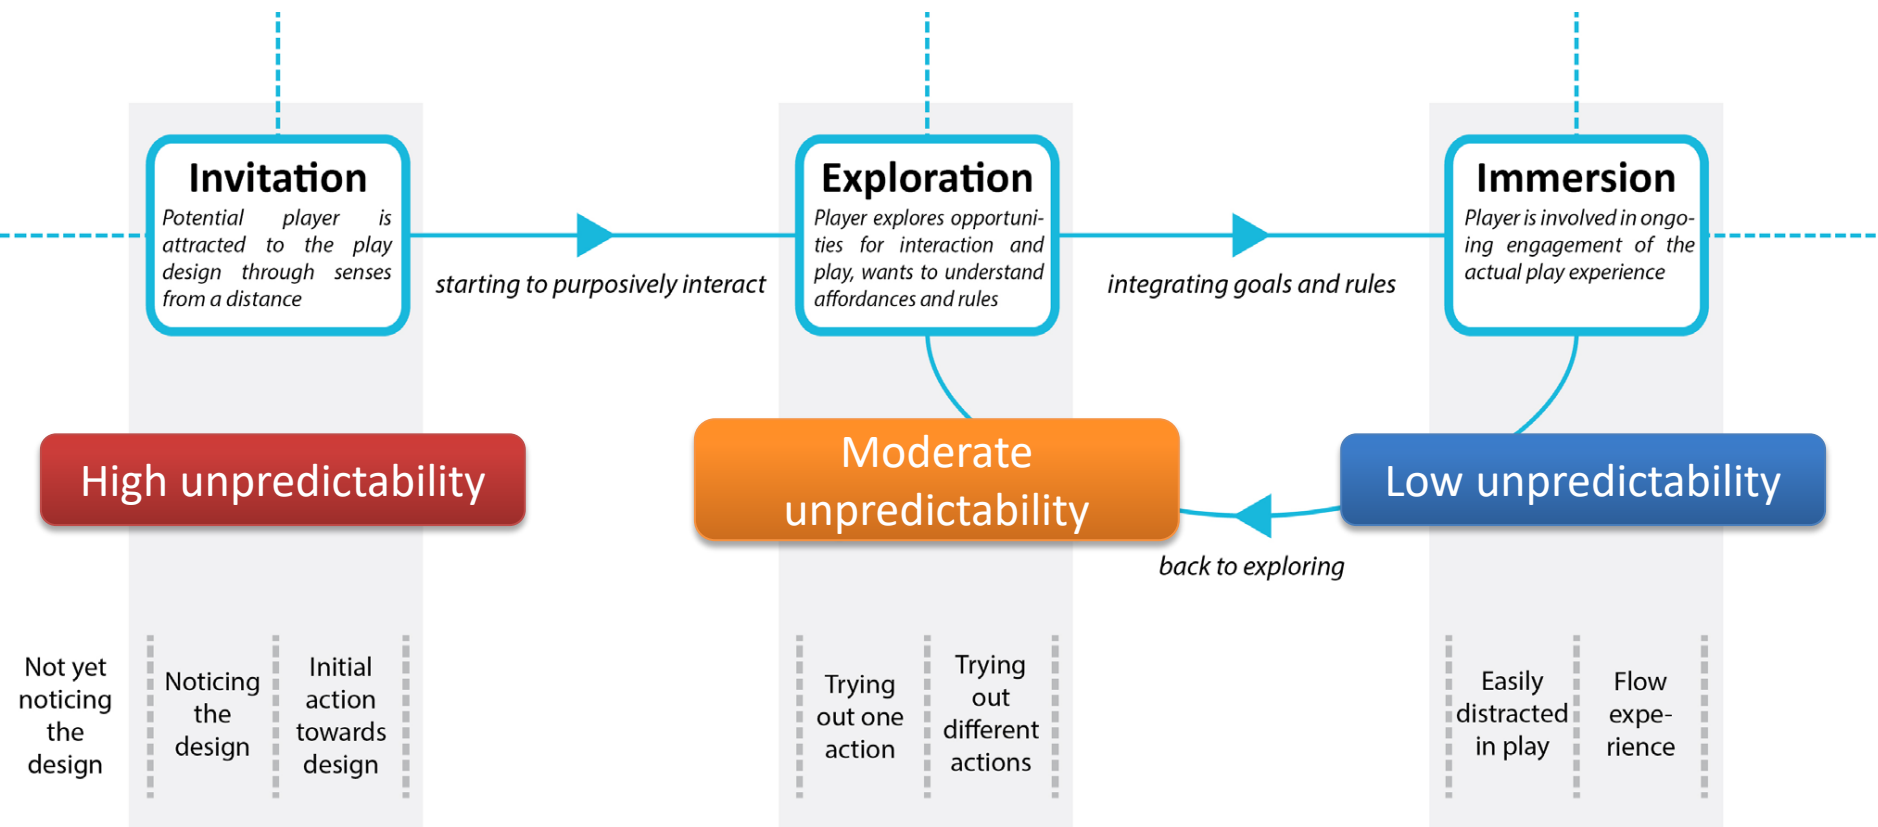 Invitation
Potential player is
attracted to the play
design through senses
from a distance
starting to purposively interact
Exploration
Player explores opportuni-
ties for interaction and
play, wants to understand
affordances and rules
integrating goals and rules
Immersion
Player is involved in ongo-
ing engagement of the
actual play experience
High unpredictability
Moderate
unpredictability
Low unpredictability
back to exploring
Not yet
noticing
the
design
Noticing
the
design
Initial
action
towards
design
Trying
out one
action
Trying
out
different
actions
Easily
distracted
in play
Flow
expe-
rience